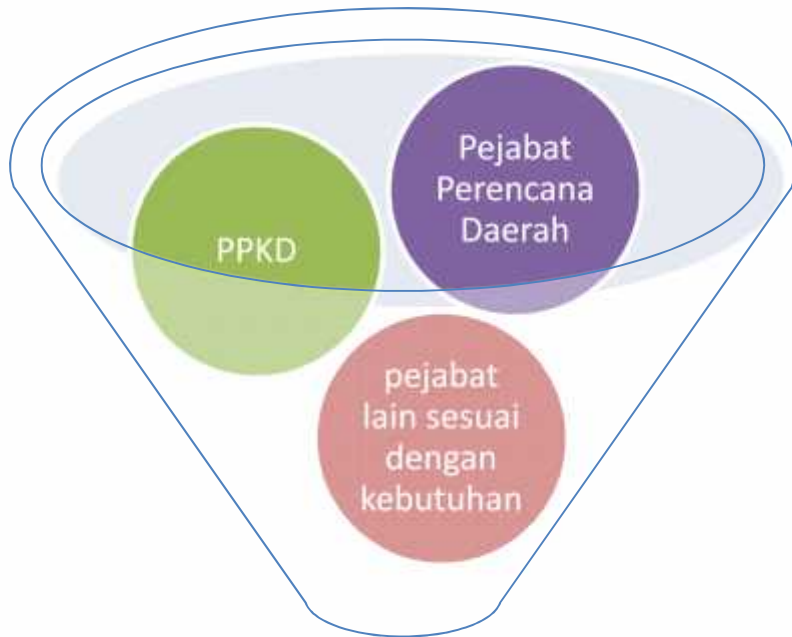 Pejabat
Perencana
Daerah
PPKD
pejabat
lain sesuai
dengan
kebutuhan